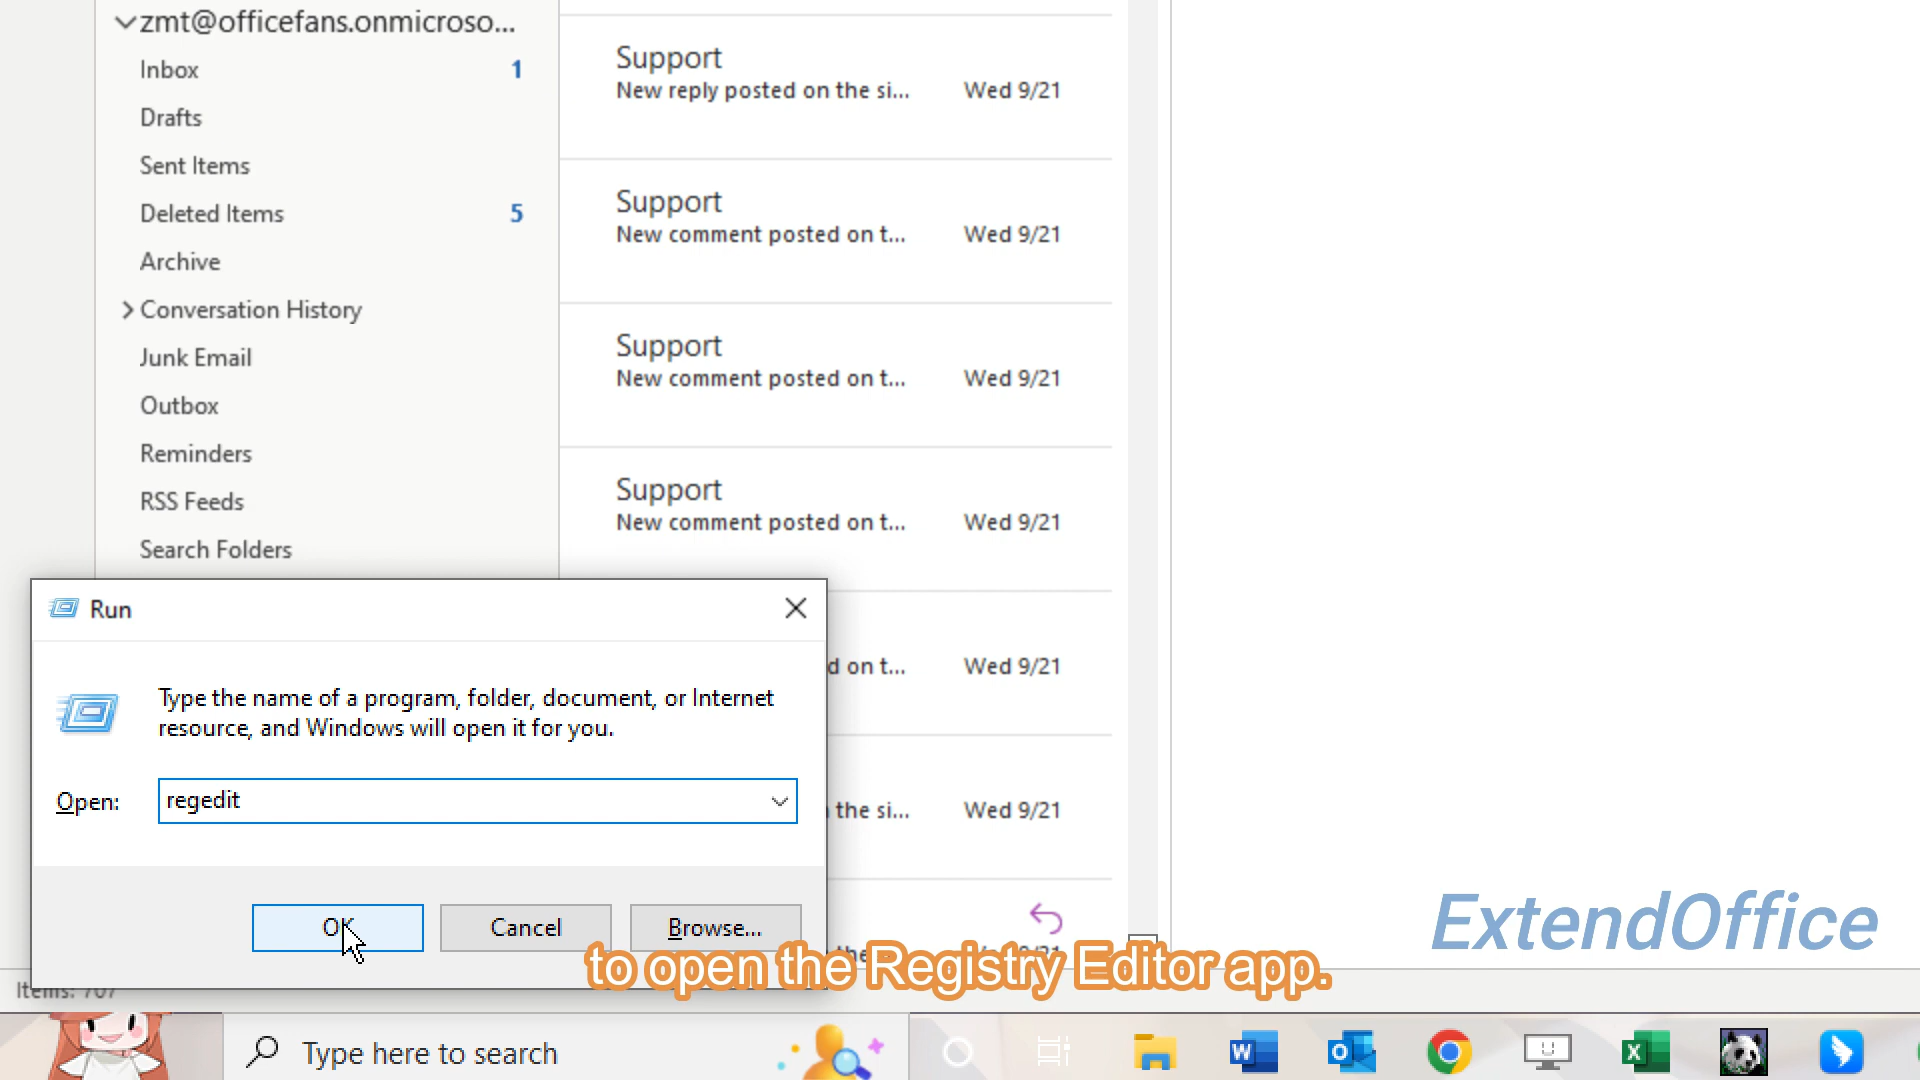 zmt@officefans.onmicroso...
Inbox 1
Drafts
Sent Items
Deleted Items 5
Archive
Conversation History
Junk Email
Outbox
Reminders
RSS Feeds
Search Folders
Support
New reply posted on the si... Wed 9/21
Support
New comment posted on t... Wed 9/21
Support
New comment posted on t... Wed 9/21
Support
New comment posted on t... Wed 9/21
d on t... Wed 9/21
the si... Wed 9/21
Run
Type the name of a program, folder, document, or Internet
resource, and Windows will open it for you.
Open: regedit
OK Cancel Browse...
ExtendOffice
to open the Registry Editor app.
Items: 707
Type here to search